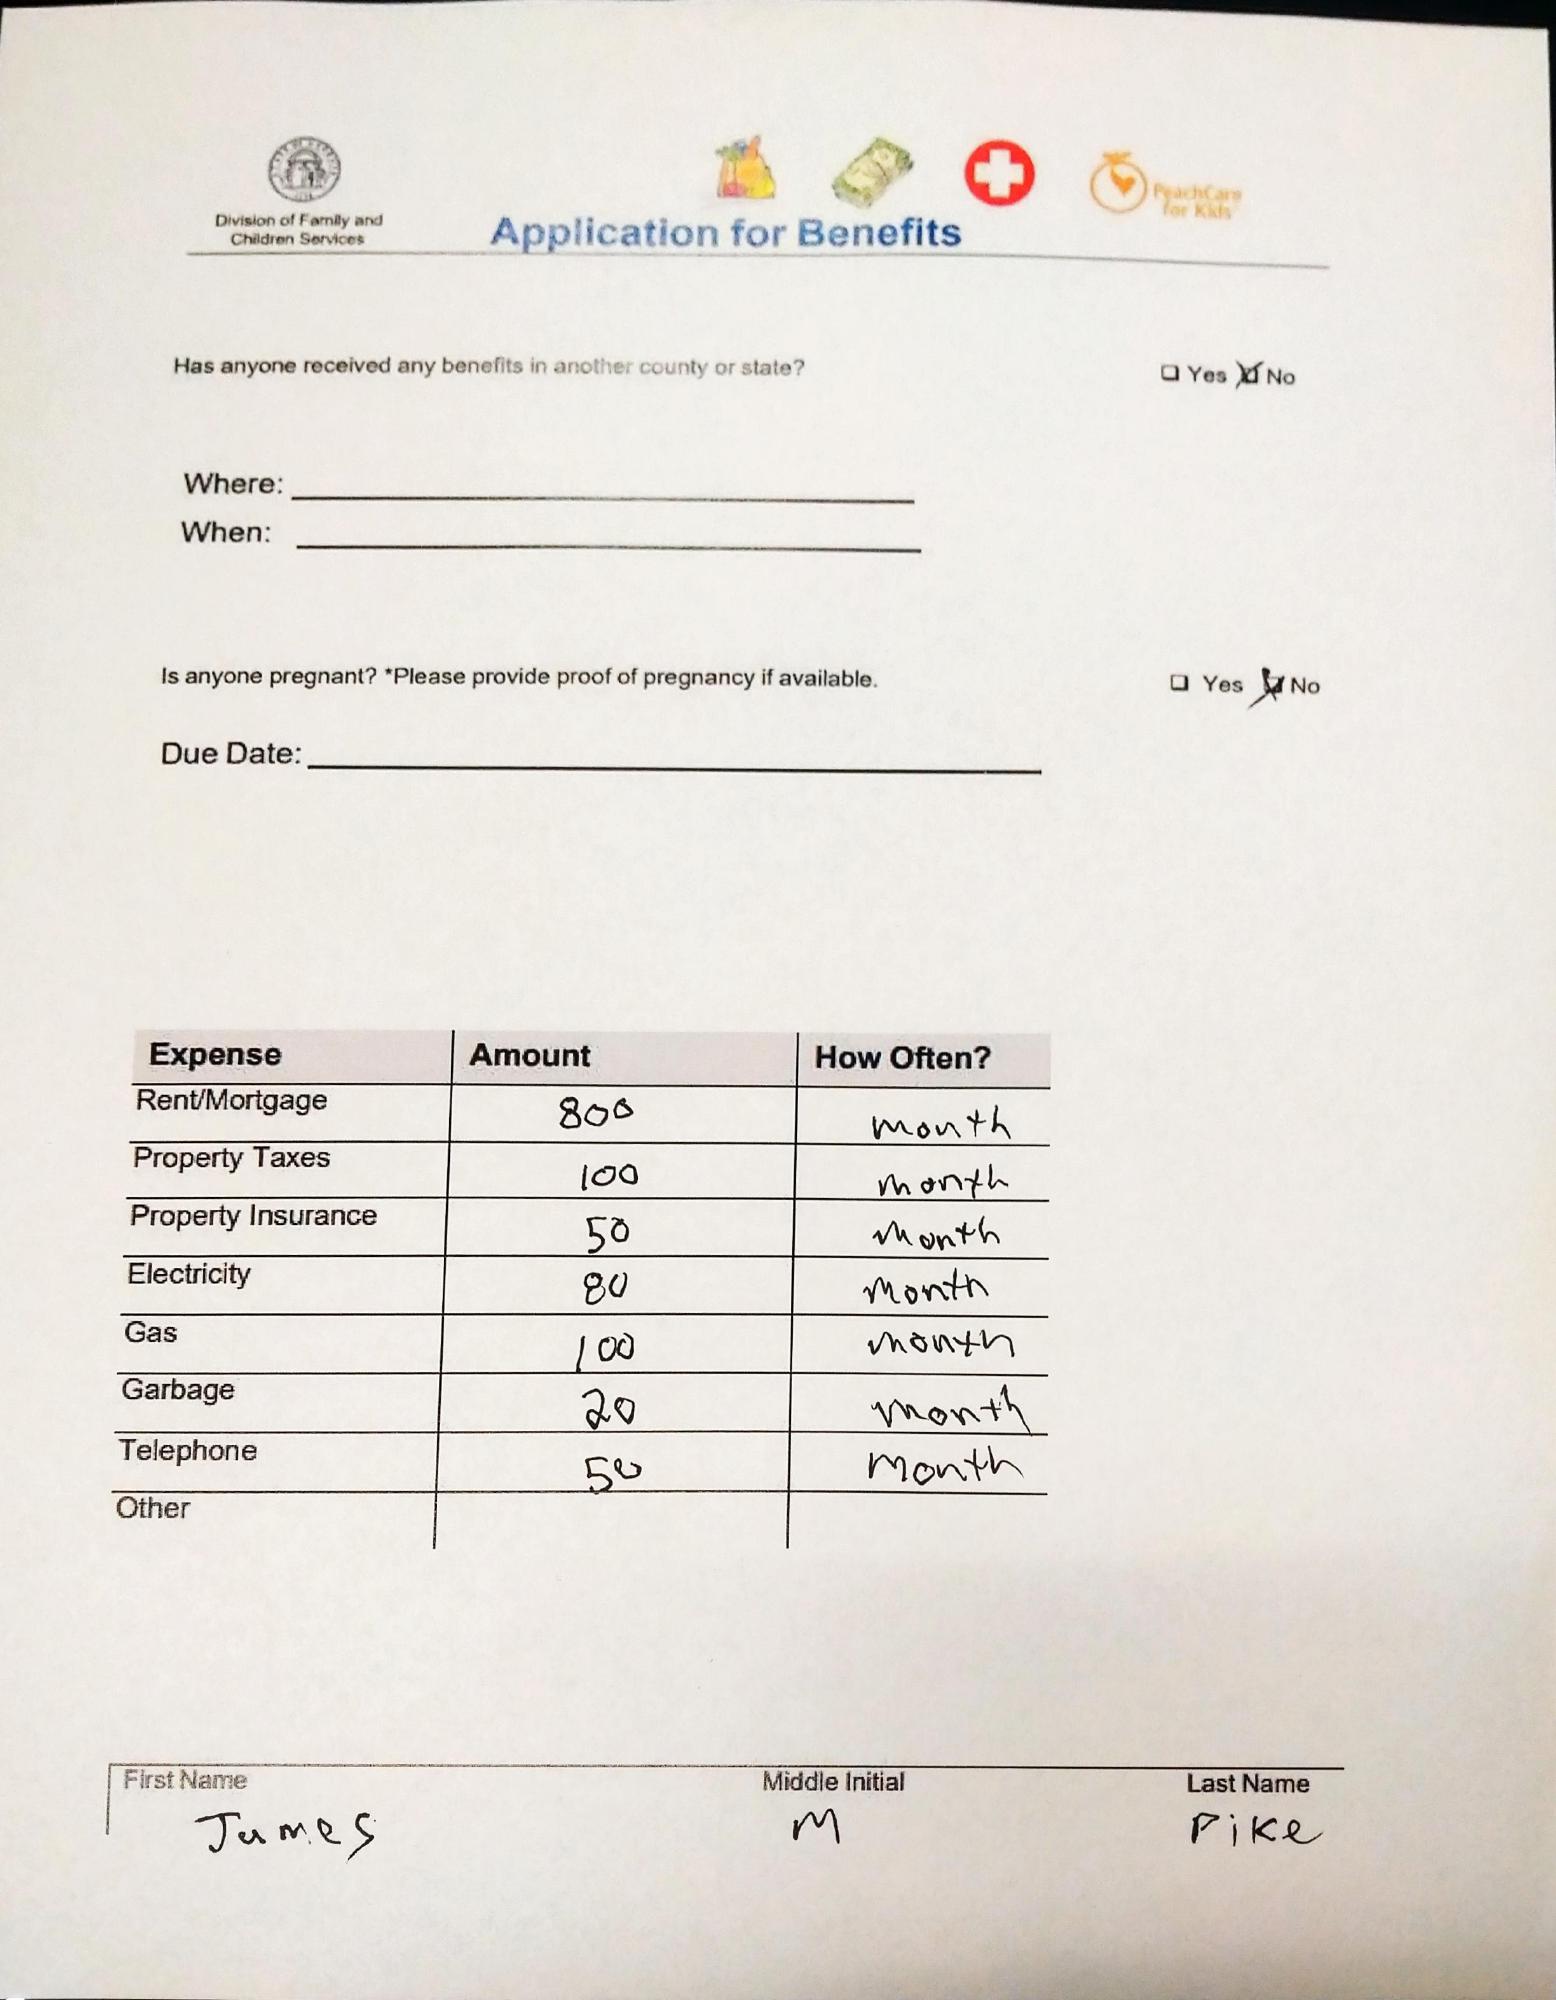 PeachCare
for Kids
Division of Family and
Children Services
Application for Benefits
Has anyone received any benefits in another county or state? Yes No
Where:
When:
Is anyone pregnant? *Please provide proof of pregnancy if available. Yes No
Due Date:
Expense Amount How Often?
Rent/Mortgage 800 month
Property Taxes 100 month
Property Insurance 50 month
Electricity 80 month
Gas 100 month
Garbage 20 month
Telephone 50 month
Other
First Name Middle Initial Last Name
James M Pike